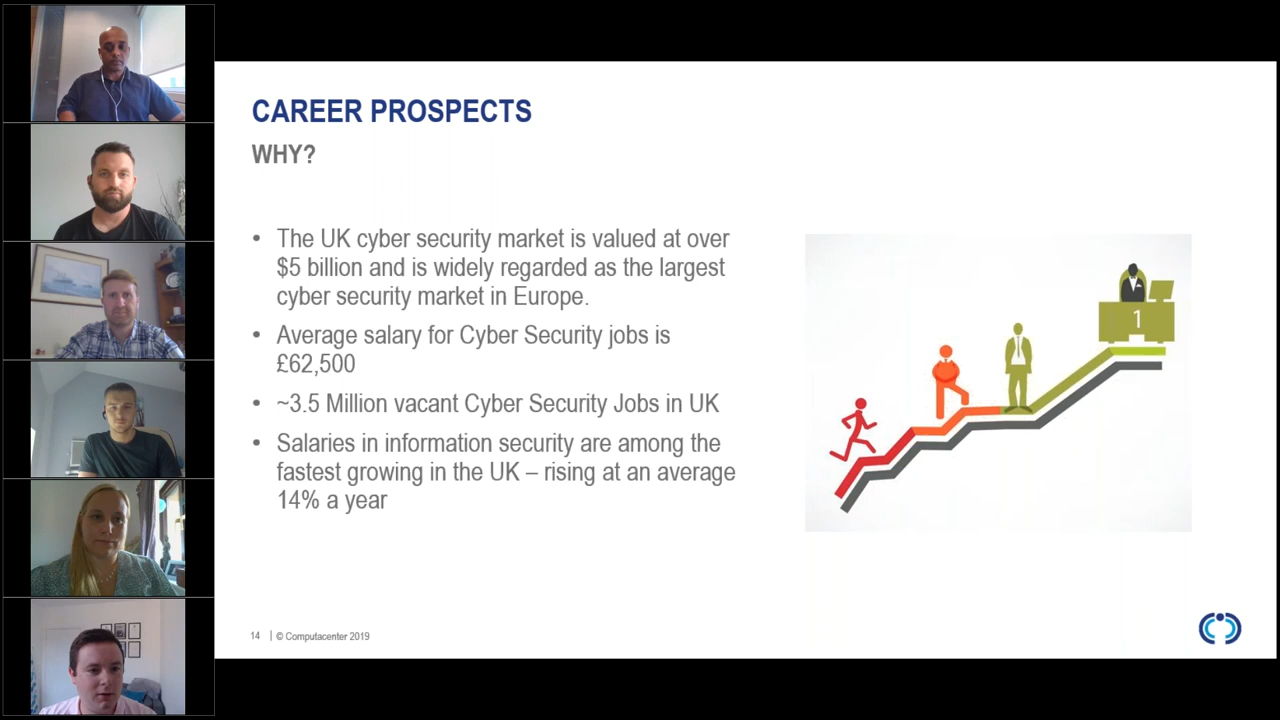 CAREER PROSPECTS
WHY?
• The UK cyber security market is valued at over
$5 billion and is widely regarded as the largest
cyber security market in Europe.
• Average salary for Cyber Security jobs is
£62,500
• ~3.5 Million vacant Cyber Security Jobs in UK
• Salaries in information security are among the
fastest growing in the UK – rising at an average
14% a year
1
14 | © Computacenter 2019